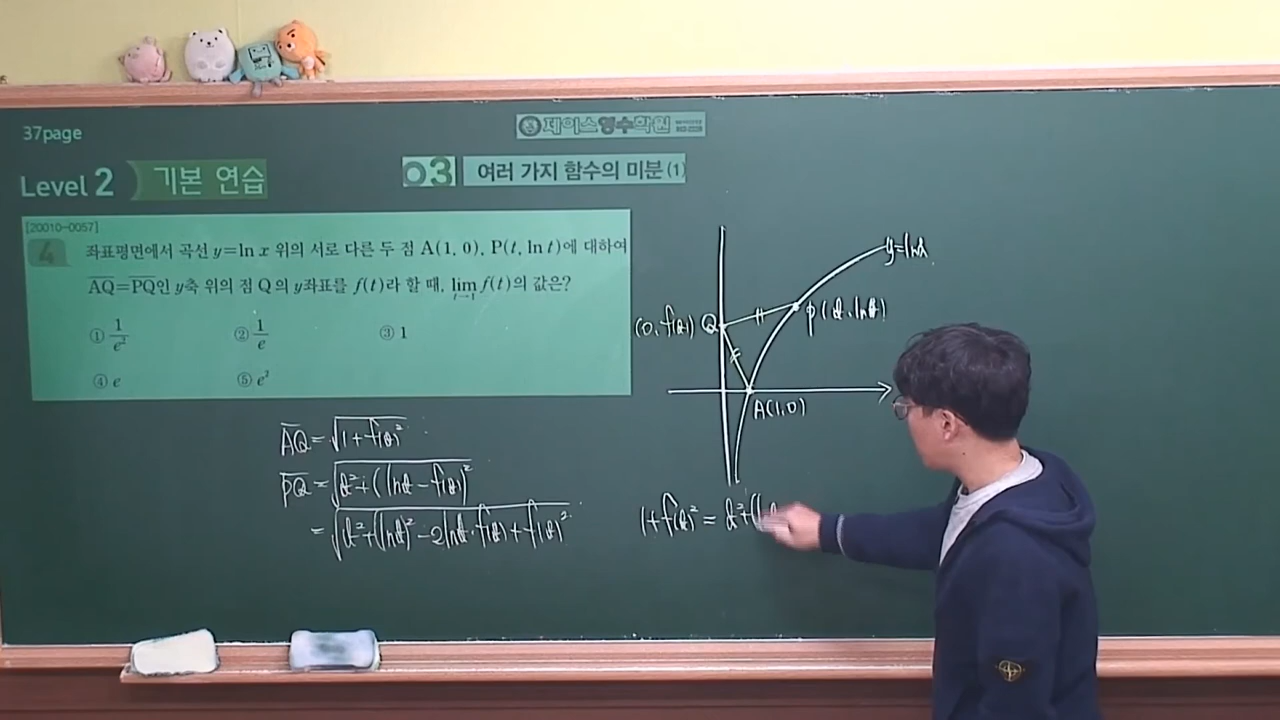 37page
제이스영수학원
Level 2 기본 연습
03 여러 가지 함수의 미분 (1)
[20010-0057]
4 좌표평면에서 곡선 y=ln x 위의 서로 다른 두 점 A(1, 0), P(t, ln t)에 대하여
AQ=PQ인 y축 위의 점 Q의 y좌표를 f(t)라 할 때, lim t→1 f(t)의 값은?
① 1/e² ② 1/e ③ 1
④ e ⑤ e²
y=lnx
(0, f(t)) Q
P(t, lnt)
A(1,0)
AQ = √(1+f(t)²)
PQ = √(t²+(lnt-f(t))²)
= √(t²+(lnt)²-2lnt·f(t)+f(t)²)
1+f(t)² = t²+(l